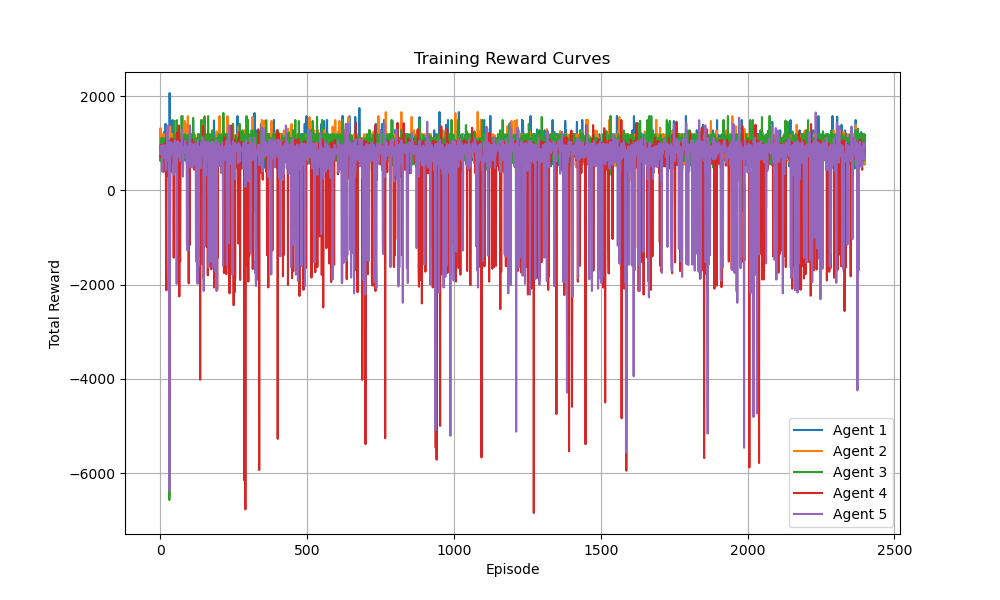 Training Reward Curves
Total Reward
2000
0
−2000
−4000
−6000
0
500
1000
1500
2000
2500
Episode
Agent 1
Agent 2
Agent 3
Agent 4
Agent 5